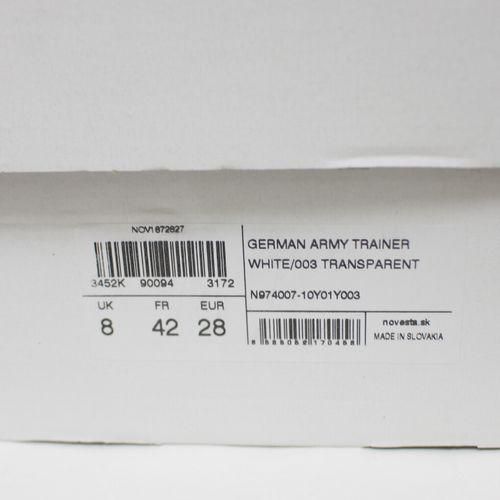 NOV1872827
3452K 90094 3172
UK FR EUR
8 42 28
GERMAN ARMY TRAINER
WHITE/003 TRANSPARENT
N974007-10Y01Y003
novesta.sk
MADE IN SLOVAKIA